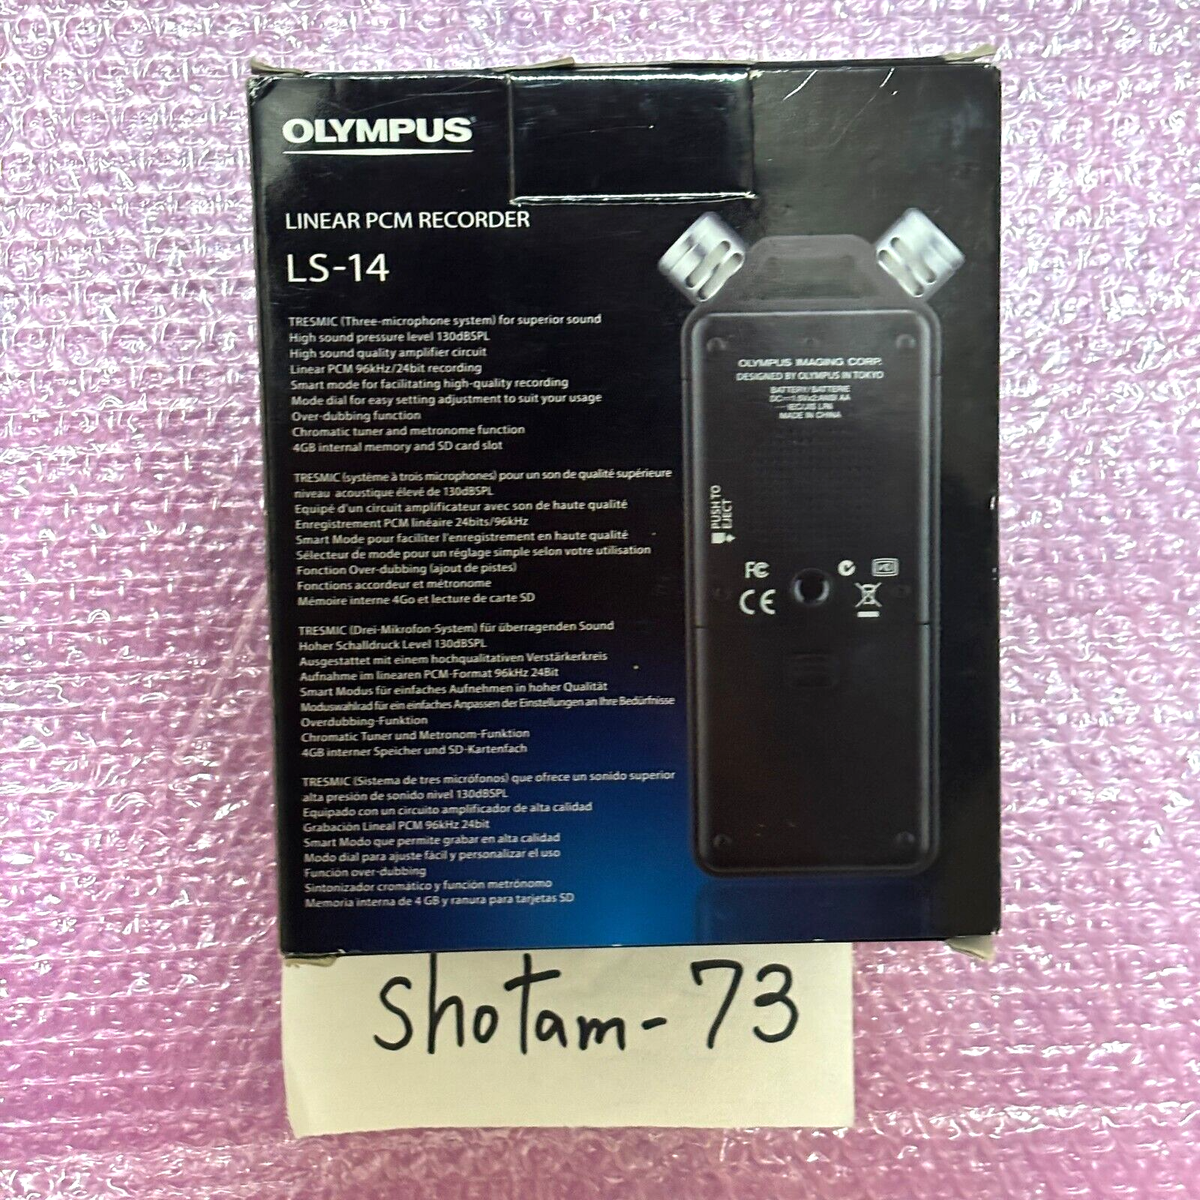 OLYMPUS
LINEAR PCM RECORDER
LS-14
TRESMIC (Three-microphone system) for superior sound
High sound pressure level 130dBSPL
High sound quality amplifier circuit
Linear PCM 96kHz/24bit recording
Smart mode for facilitating high-quality recording
Mode dial for easy setting adjustment to suit your usage
Over-dubbing function
Chromatic tuner and metronome function
4GB internal memory and SD card slot
TRESMIC (système à trois microphones) pour un son de qualité supérieure
niveau acoustique élevé de 130dBSPL
Equipé d'un circuit amplificateur avec son de haute qualité
Enregistrement PCM linéaire 24bits/96kHz
Smart Mode pour faciliter l'enregistrement en haute qualité
Sélecteur de mode pour un réglage simple selon votre utilisation
Fonction Over-dubbing (ajout de pistes)
Fonctions accordeur et métronome
Mémoire interne 4Go et lecture de carte SD
TRESMIC (Drei-Mikrofon-System) für überragenden Sound
Hoher Schalldruck Level 130dBSPL
Ausgestattet mit einem hochqualitativen Verstärkerkreis
Aufnahme im linearen PCM-Format 96kHz 24Bit
Smart Modus für einfaches Aufnehmen in hoher Qualität
Moduswahlrad für ein einfaches Anpassen der Einstellungen an Ihre Bedürfnisse
Overdubbing-Funktion
Chromatic Tuner und Metronom-Funktion
4GB interner Speicher und SD-Kartenfach
TRESMIC (Sistema de tres micrófonos) que ofrece un sonido superior
alta presión de sonido nivel 130dBSPL
Equipado con un circuito amplificador de alta calidad
Grabación Lineal PCM 96kHz 24bit
Smart Modo que permite grabar en alta calidad
Modo dial para ajuste fácil y personalizar el uso
Función over-dubbing
Sintonizador cromático y función metrónomo
Memoria interna de 4 GB y ranura para tarjetas SD
OLYMPUS IMAGING CORP.
DESIGNED BY OLYMPUS IN TOKYO
BATTERY/BATTERIE
MADE IN CHINA
PUSH TO
EJECT
FC
CE
shotam-73